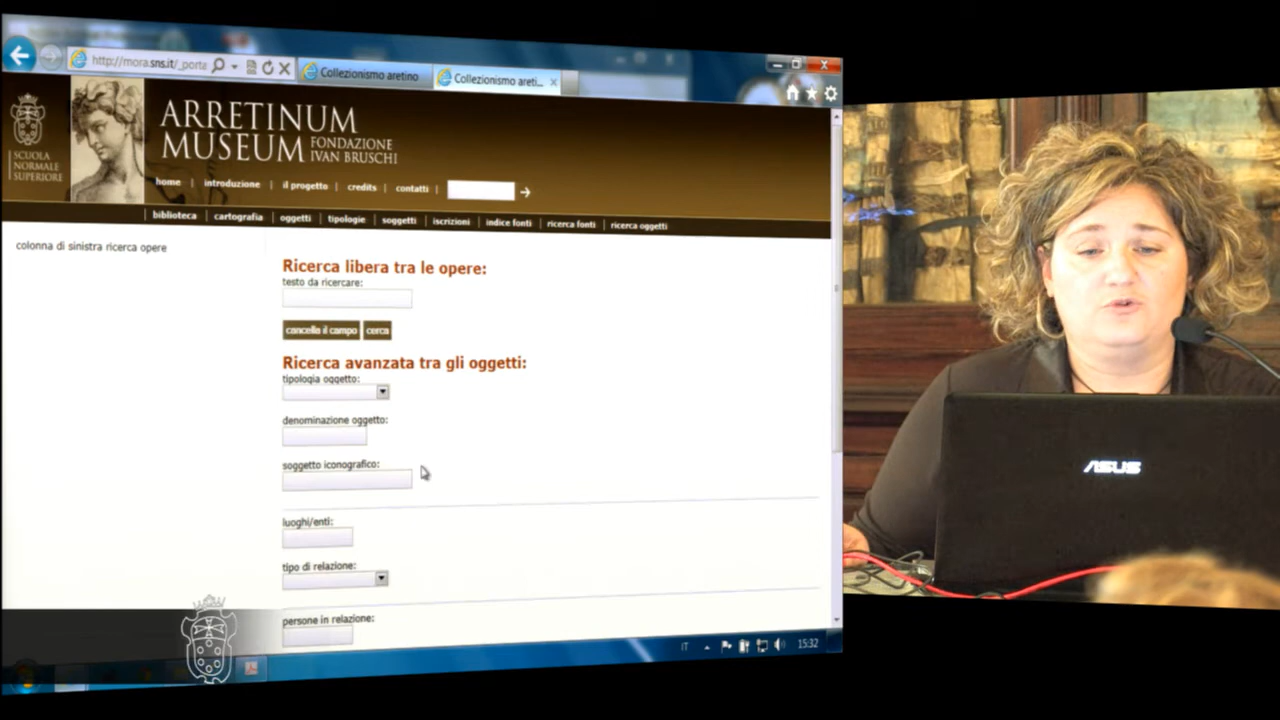 http://mora.sns.it/_porta
Collezionismo aretino
Collezionismo areti...
SCUOLA
NORMALE
SUPERIORE
ARRETINUM
MUSEUM
FONDAZIONE
IVAN BRUSCHI
home | introduzione | il progetto | credits | contatti |
| biblioteca | cartografia | oggetti | tipologie | soggetti | iscrizioni | indice fonti | ricerca fonti | ricerca oggetti
colonna di sinistra ricerca opere
Ricerca libera tra le opere:
testo da ricercare:
cancella il campo cerca
Ricerca avanzata tra gli oggetti:
tipologia oggetto:
denominazione oggetto:
soggetto iconografico:
luoghi/enti:
tipo di relazione:
persone in relazione:
IT
15:32
ASUS